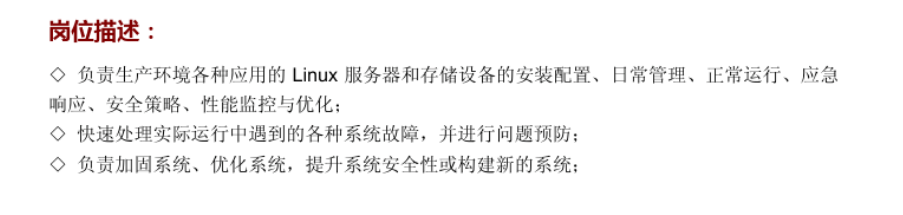 岗位描述：
◇ 负责生产环境各种应用的 Linux 服务器和存储设备的安装配置、日常管理、正常运行、应急
响应、安全策略、性能监控与优化；
◇ 快速处理实际运行中遇到的各种系统故障，并进行问题预防；
◇ 负责加固系统、优化系统，提升系统安全性或构建新的系统；